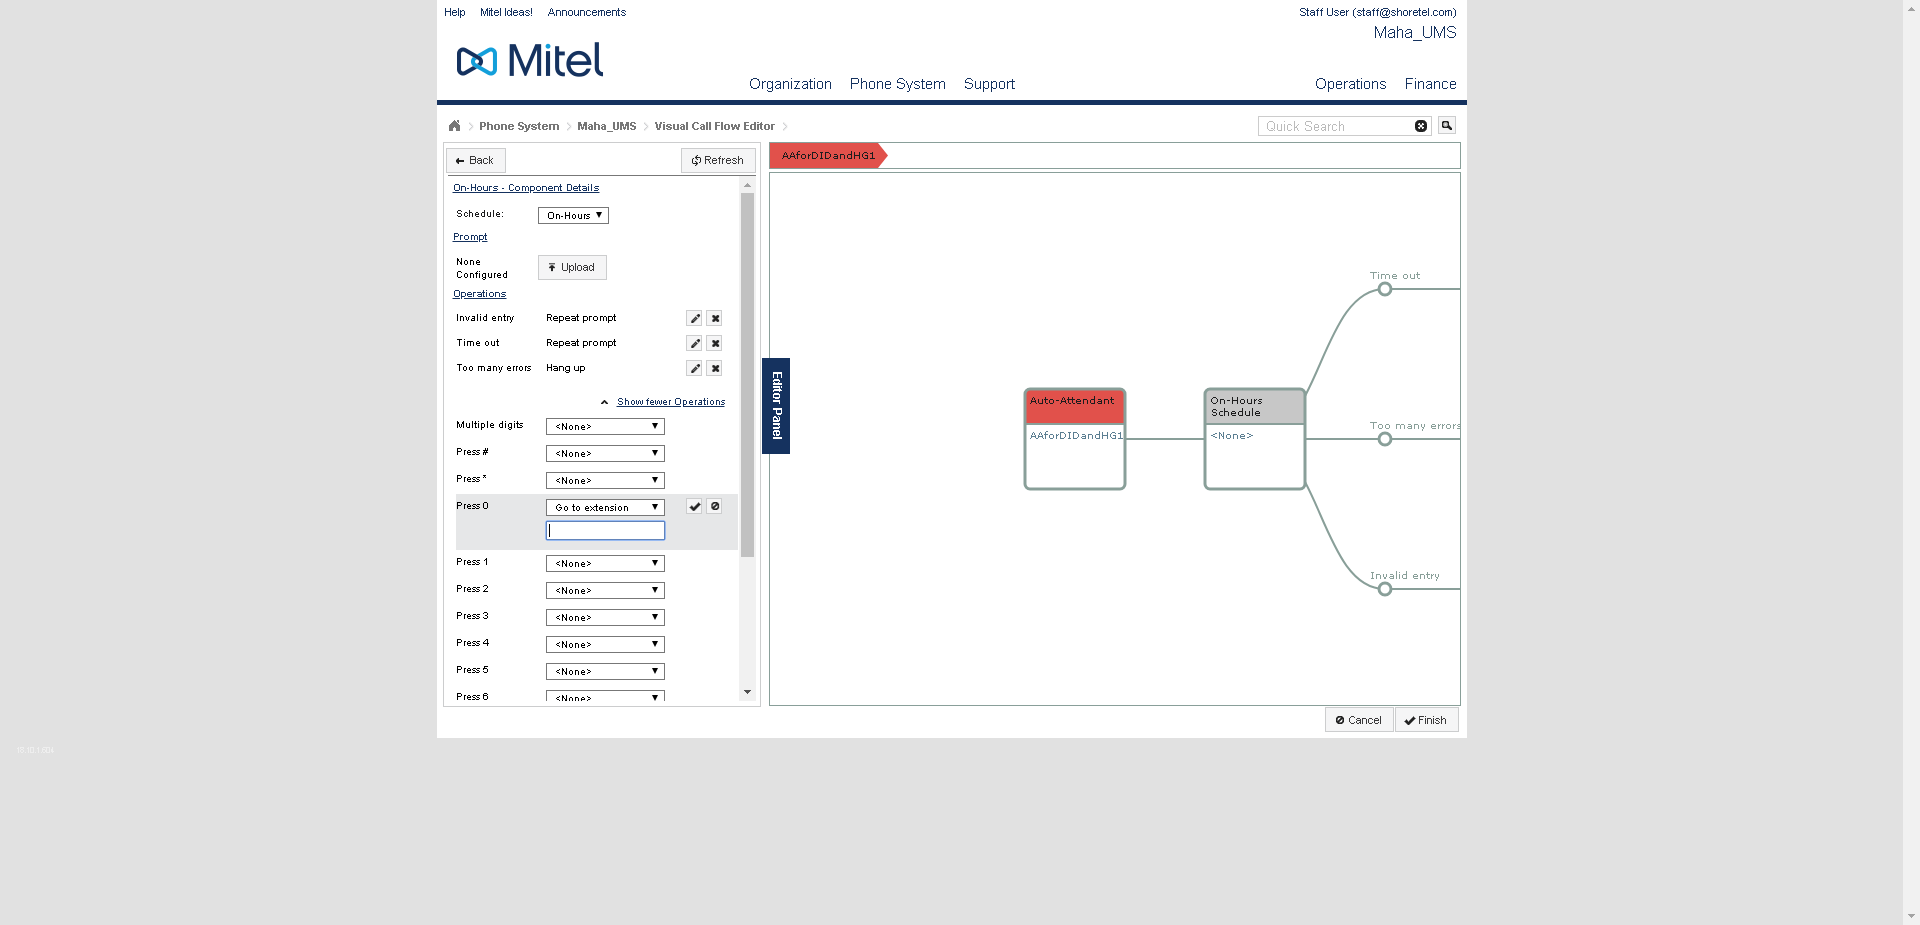 Help Mitel Ideas! Announcements Staff User (staff@shoretel.com)
Maha_UMS
Mitel
Organization Phone System Support Operations Finance
Phone System Maha_UMS Visual Call Flow Editor Quick Search
Back Refresh
AAforDIDandHG1
On-Hours - Component Details
Schedule: On-Hours
Prompt
None
Configured
Upload
Operations
Invalid entry Repeat prompt
Time out Repeat prompt
Too many errors Hang up
Show fewer Operations
Multiple digits <None>
Press # <None>
Press * <None>
Press 0 Go to extension
Press 1 <None>
Press 2 <None>
Press 3 <None>
Press 4 <None>
Press 5 <None>
Press 6 <None>
Editor Panel
Auto-Attendant
AAforDIDandHG1
On-Hours
Schedule
<None>
Time out
Too many errors
Invalid entry
Cancel Finish